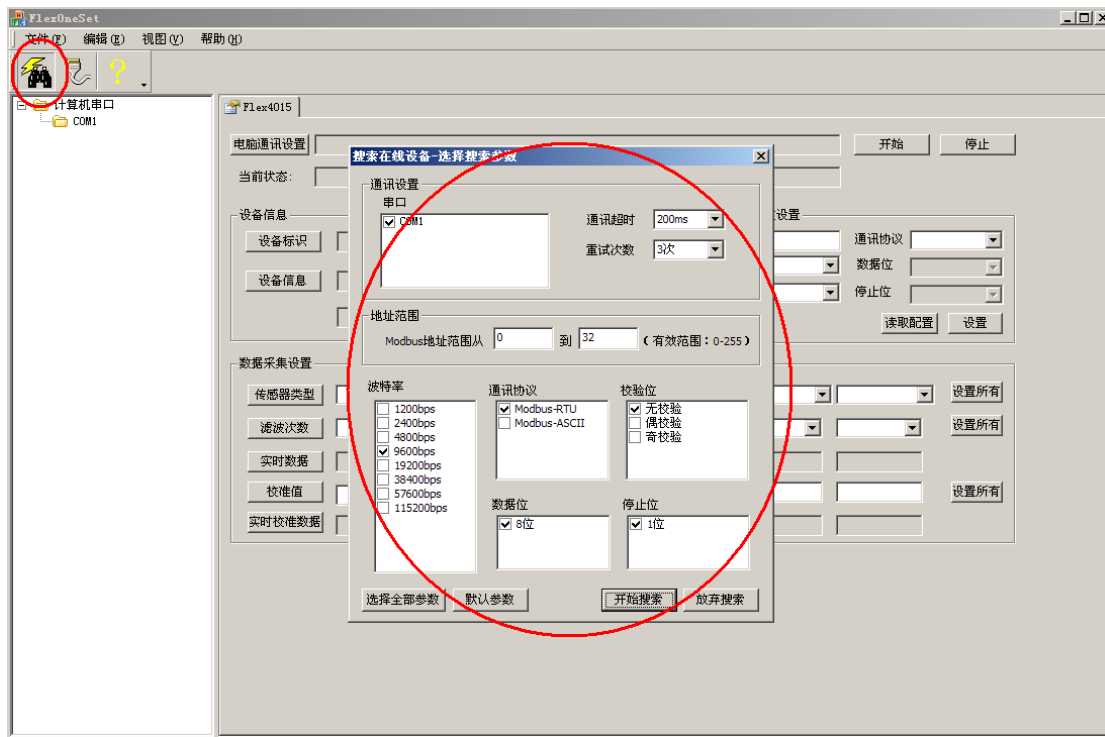 FlexOneSet
文件(F) 编辑(E) 视图(V) 帮助(H)
?
计算机串口
COM1
Flex4015
电脑通讯设置 开始 停止
当前状态:
搜索在线设备-选择搜索参数
通讯设置
串口
COM1
通讯超时 200ms
重试次数 3次
地址范围
Modbus地址范围从 0 到 32 (有效范围:0-255)
波特率
1200bps
2400bps
4800bps
9600bps
19200bps
38400bps
57600bps
115200bps
通讯协议
Modbus-RTU
Modbus-ASCII
校验位
无校验
偶校验
奇校验
数据位
8位
停止位
1位
选择全部参数 默认参数 开始搜索 放弃搜索
设备信息
设备标识
设备信息
设置
通讯协议
数据位
停止位
读取配置 设置
数据采集设置
传感器类型 设置所有
滤波次数 设置所有
实时数据
校准值 设置所有
实时校准数据